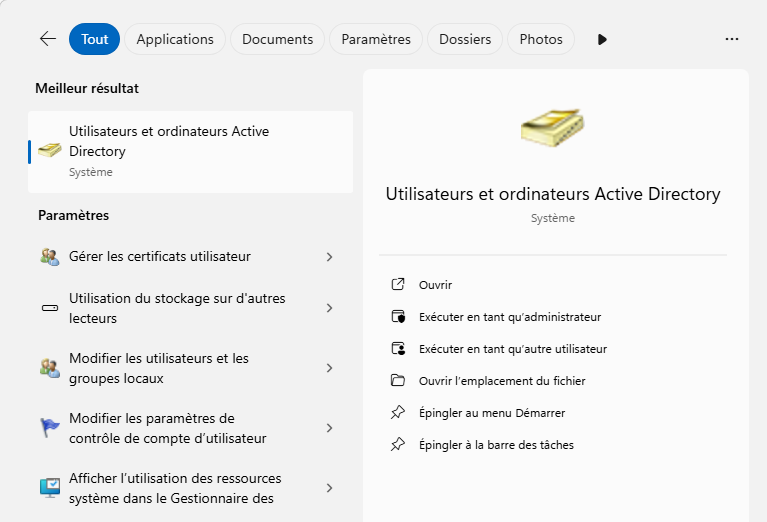 Tout
Applications
Documents
Paramètres
Dossiers
Photos
Meilleur résultat
Utilisateurs et ordinateurs Active
Directory
Système
Paramètres
Gérer les certificats utilisateur
Utilisation du stockage sur d'autres
lecteurs
Modifier les utilisateurs et les
groupes locaux
Modifier les paramètres de
contrôle de compte d’utilisateur
Afficher l’utilisation des ressources
système dans le Gestionnaire des
Utilisateurs et ordinateurs Active Directory
Système
Ouvrir
Exécuter en tant qu’administrateur
Exécuter en tant qu’autre utilisateur
Ouvrir l’emplacement du fichier
Épingler au menu Démarrer
Épingler à la barre des tâches